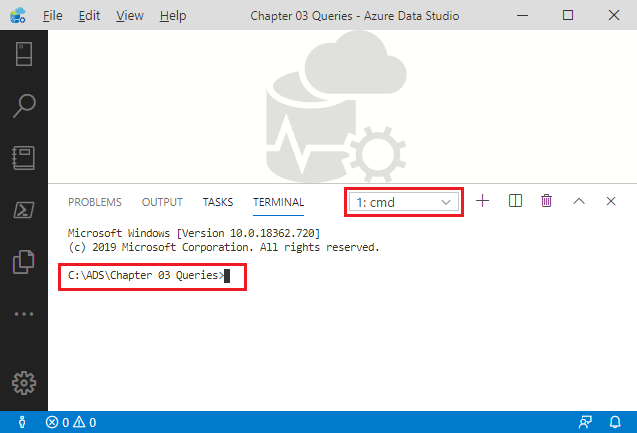 File Edit View Chapter 03 Queries - Azure Data Studio
PROBLEMS OUTPUT TASKS TERMINAL 1: cmd
Microsoft Windows [Version 10.0.18362.720]
(c) 2019 Microsoft Corporation. All rights reserved.
C:\ADS\Chapter 03 Queries>
0 0